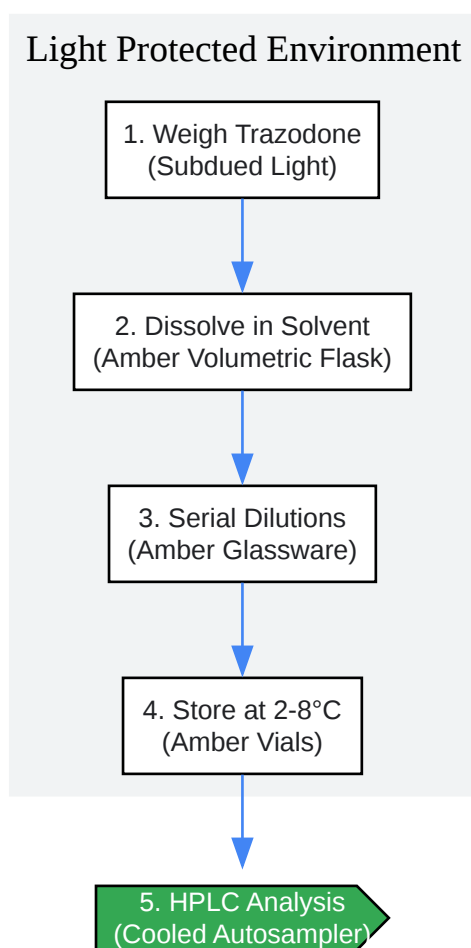 Light Protected Environment
1. Weigh Trazodone
(Subdued Light)
2. Dissolve in Solvent
(Amber Volumetric Flask)
3. Serial Dilutions
(Amber Glassware)
4. Store at 2-8°C
(Amber Vials)
5. HPLC Analysis
(Cooled Autosampler)